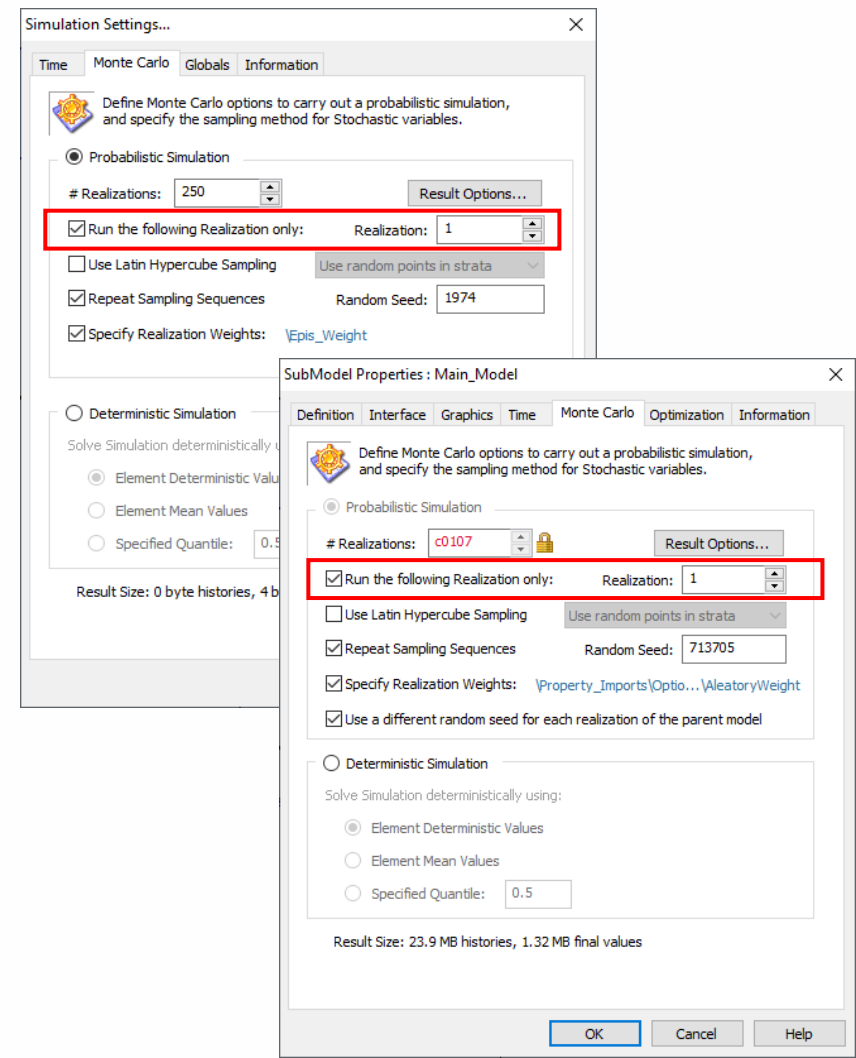 Simulation Settings...
Time Monte Carlo Globals Information
Define Monte Carlo options to carry out a probabilistic simulation,
and specify the sampling method for Stochastic variables.
Probabilistic Simulation
# Realizations: 250 Result Options...
Run the following Realization only: Realization: 1
Use Latin Hypercube Sampling Use random points in strata
Repeat Sampling Sequences Random Seed: 1974
Specify Realization Weights: \Epis_Weight
Deterministic Simulation
Solve Simulation deterministically
Element Deterministic Valu
Element Mean Values
Specified Quantile: 0.5
Result Size: 0 byte histories, 4 b
SubModel Properties : Main_Model
Definition Interface Graphics Time Monte Carlo Optimization Information
Define Monte Carlo options to carry out a probabilistic simulation,
and specify the sampling method for Stochastic variables.
Probabilistic Simulation
# Realizations: c0107 Result Options...
Run the following Realization only: Realization: 1
Use Latin Hypercube Sampling Use random points in strata
Repeat Sampling Sequences Random Seed: 713705
Specify Realization Weights: \Property_Imports\Optio...\AleatoryWeight
Use a different random seed for each realization of the parent model
Deterministic Simulation
Solve Simulation deterministically using:
Element Deterministic Values
Element Mean Values
Specified Quantile: 0.5
Result Size: 23.9 MB histories, 1.32 MB final values
OK Cancel Help